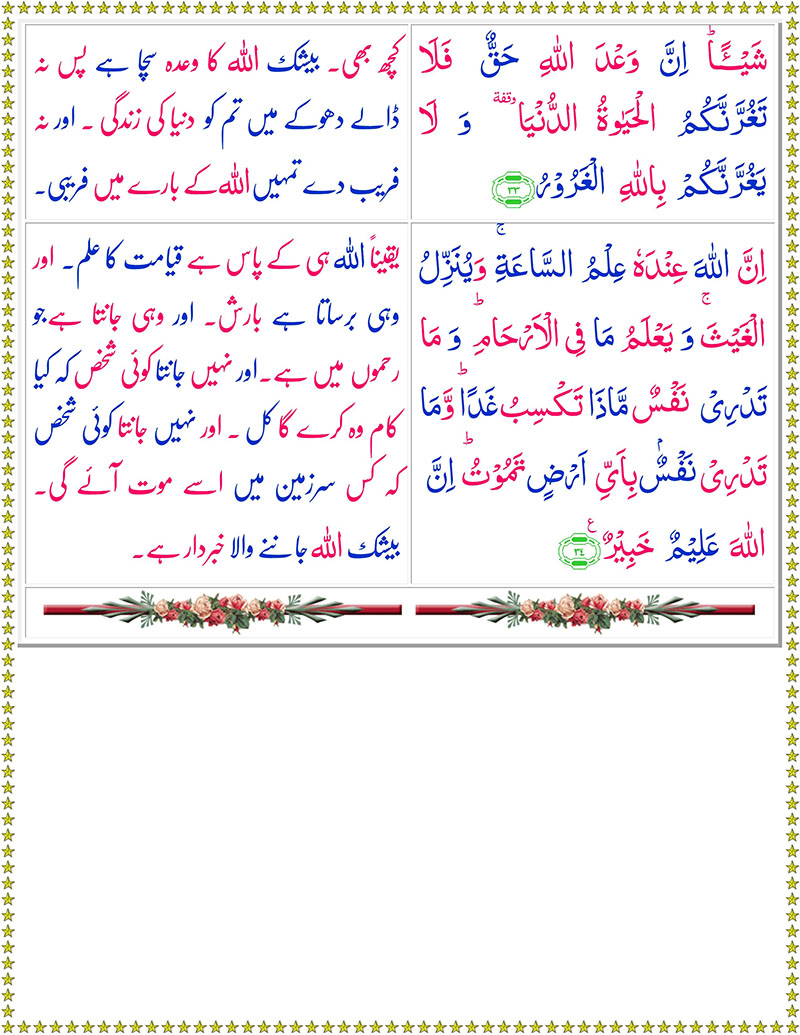 شَيْــًٔـاؕ اِنَّ وَعْدَ اللّٰهِ حَقٌّ فَلَا
تَغُرَّنَّكُمُ الْحَيٰوةُ الدُّنْيَا ٝ وقفة وَ لَا
يَغُرَّنَّكُمْ بِاللّٰهِ الْغَرُوْرُ ﴿۳۳﴾
کچھ بھی۔ بیشک اللہ کا وعدہ سچا ہے پس نہ
ڈالے دھوکے میں تم کو دنیا کی زندگی ۔ اور نہ
فریب دے تمہیں اللہ کے بارے میں فریبی۔
اِنَّ اللّٰهَ عِنْدَهٗ عِلْمُ السَّاعَةِ ۚ وَيُنَزِّلُ
الْغَيْثَ ۚ وَ يَعْلَمُ مَا فِى الْاَرْحَامِ ؕ وَ مَا
تَدْرِىْ نَفْسٌ مَّاذَا تَكْسِبُ غَدًا ؕ وَّمَا
تَدْرِىْ نَفْسٌۢ بِاَىِّ اَرْضٍ تَمُوْتُ ؕ اِنَّ
اللّٰهَ عَلِيْمٌ خَبِيْرٌ ﴿۳۴﴾ ع
یقیناً اللہ ہی کے پاس ہے قیامت کا علم۔ اور
وہی برساتا ہے بارش۔ اور وہی جانتا ہے جو
رحموں میں ہے۔ اور نہیں جانتا کوئی شخص کہ کیا
کام وہ کرے گا کل ۔ اور نہیں جانتا کوئی شخص
کہ کس سرزمین میں اسے موت آئے گی۔
بیشک اللہ جاننے والا خبردار ہے۔